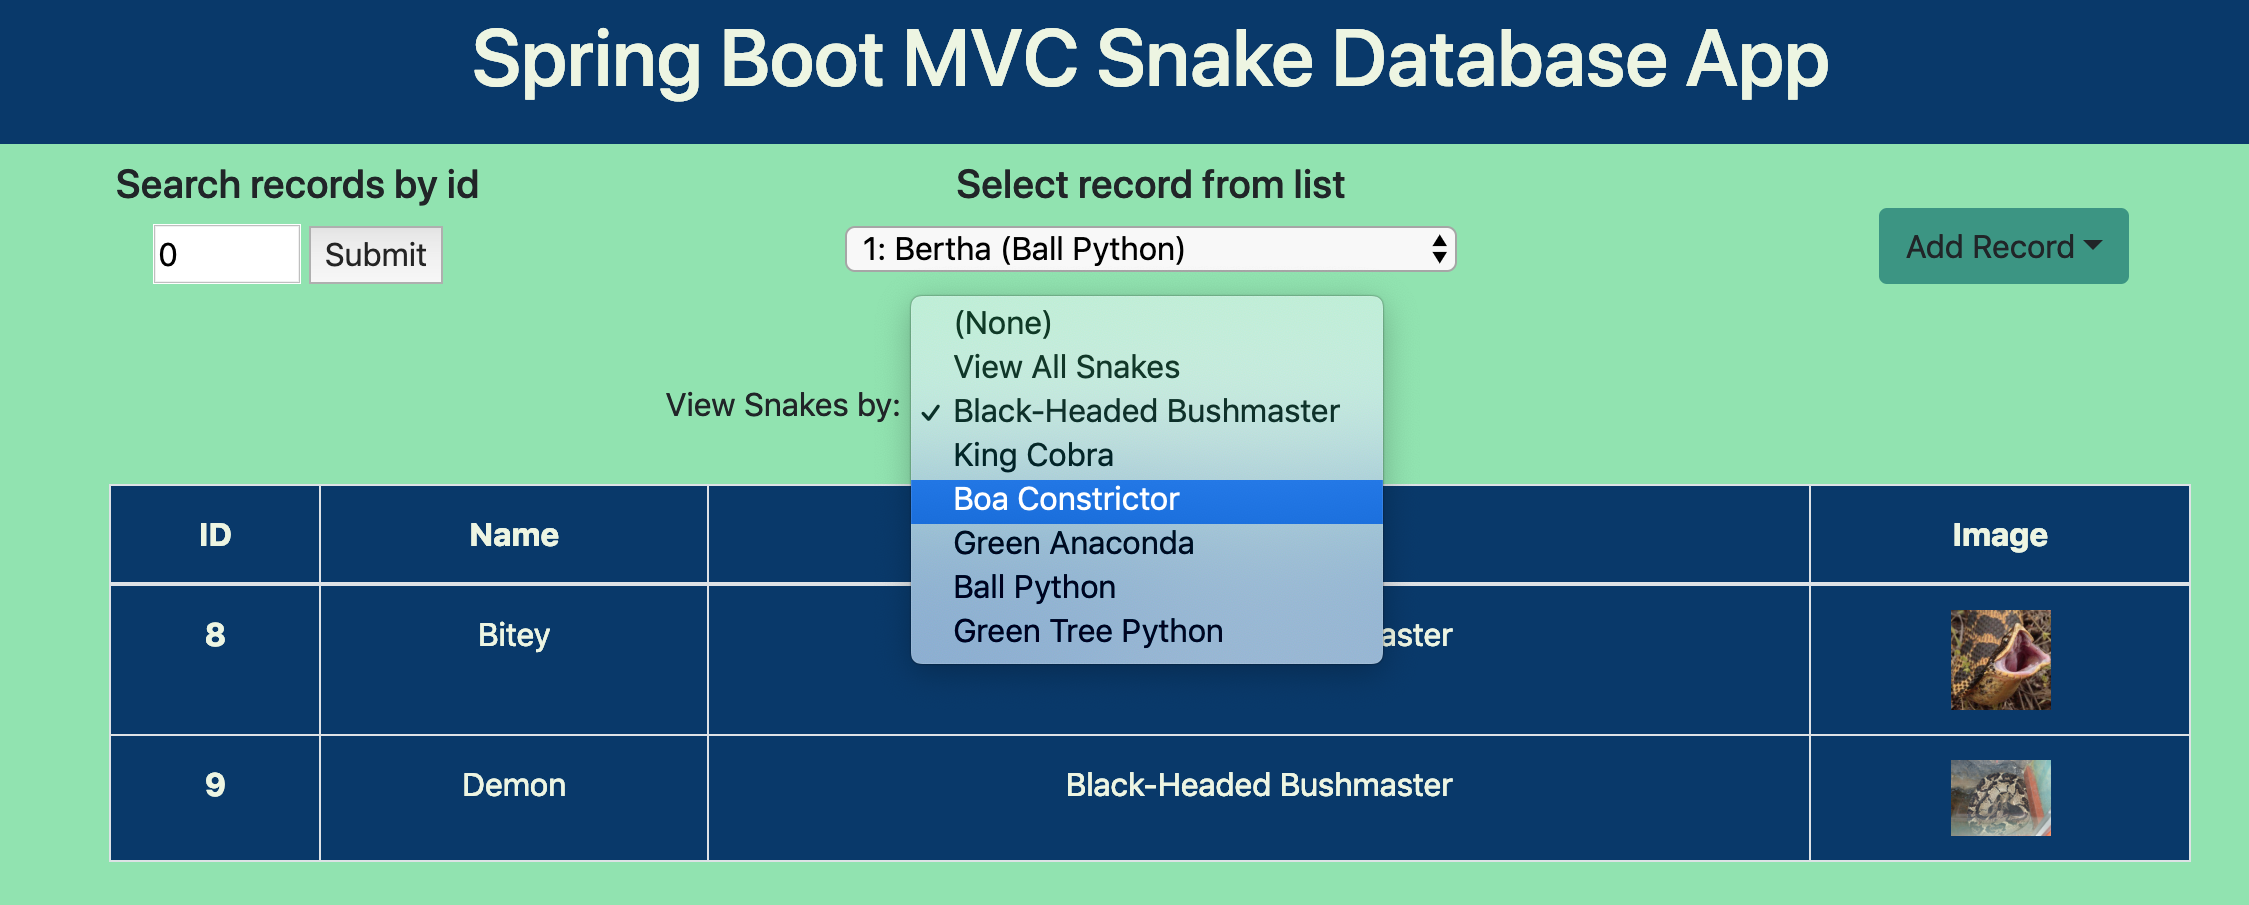 Spring Boot MVC Snake Database App
Search records by id
Select record from list
0
Submit
1: Bertha (Ball Python)
Add Record
View Snakes by:
(None)
View All Snakes
✓ Black-Headed Bushmaster
King Cobra
Boa Constrictor
Green Anaconda
Ball Python
Green Tree Python
ID Name Image
8 Bitey
9 Demon Black-Headed Bushmaster